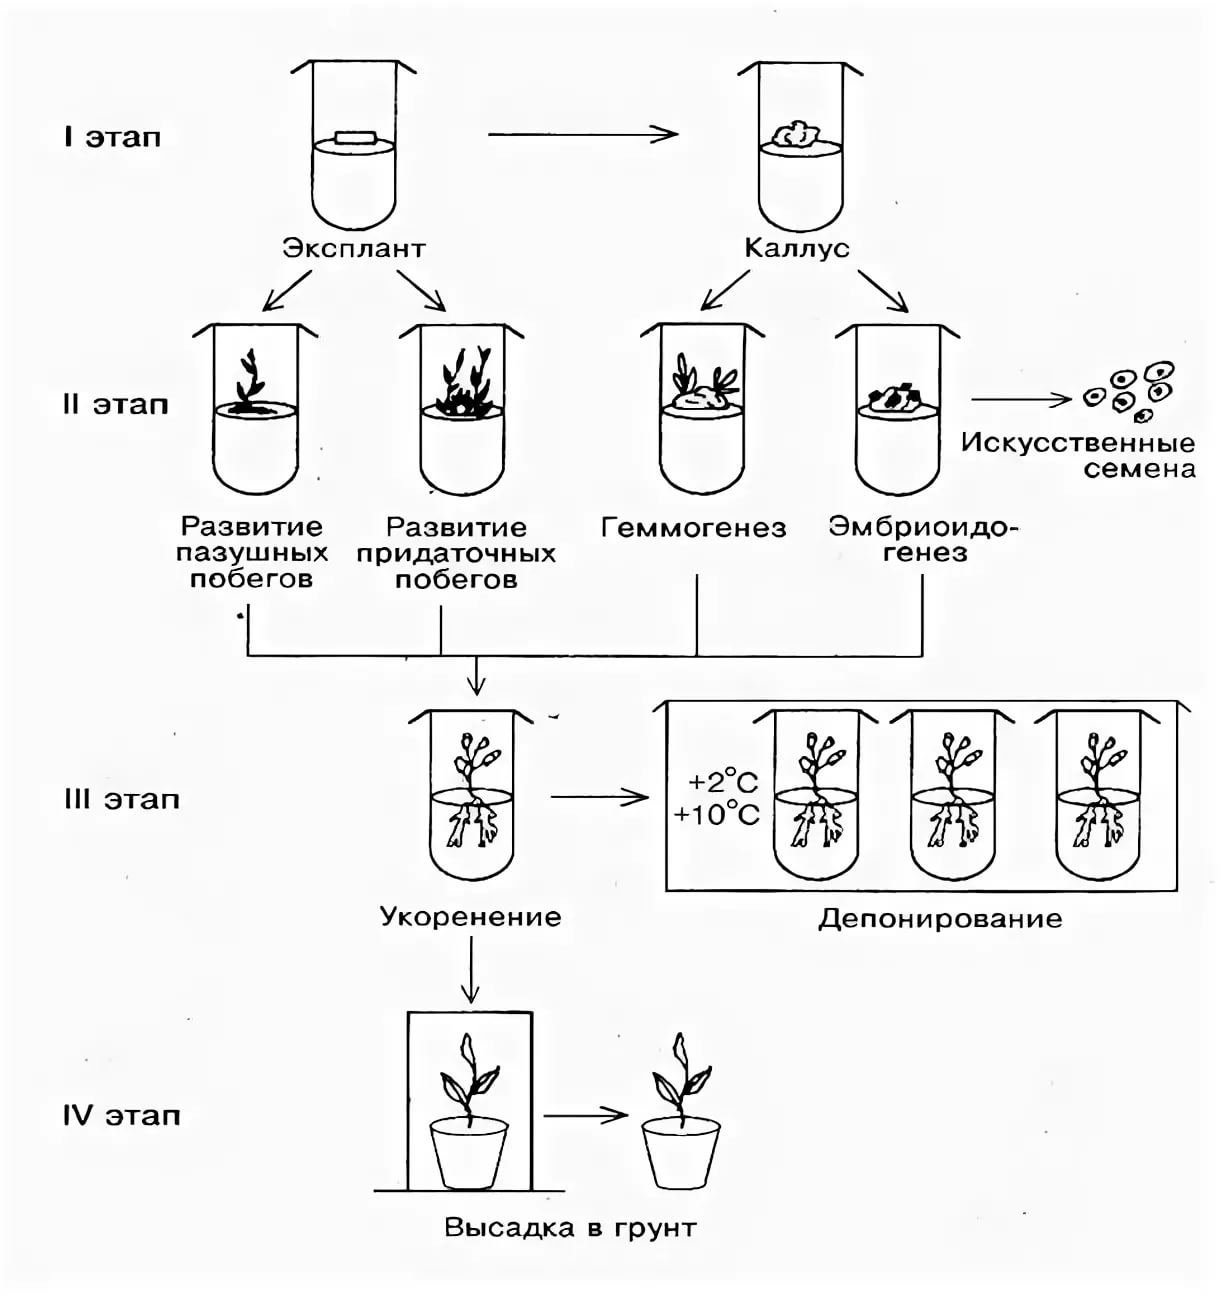 I этап
Эксплант
Каллус
II этап
Искусственные
семена
Развитие
пазушных
побегов
Развитие
придаточных
побегов
Геммогенез
Эмбриоидо-
генез
III этап
+2°C
+10°C
Укоренение
Депонирование
IV этап
Высадка в грунт